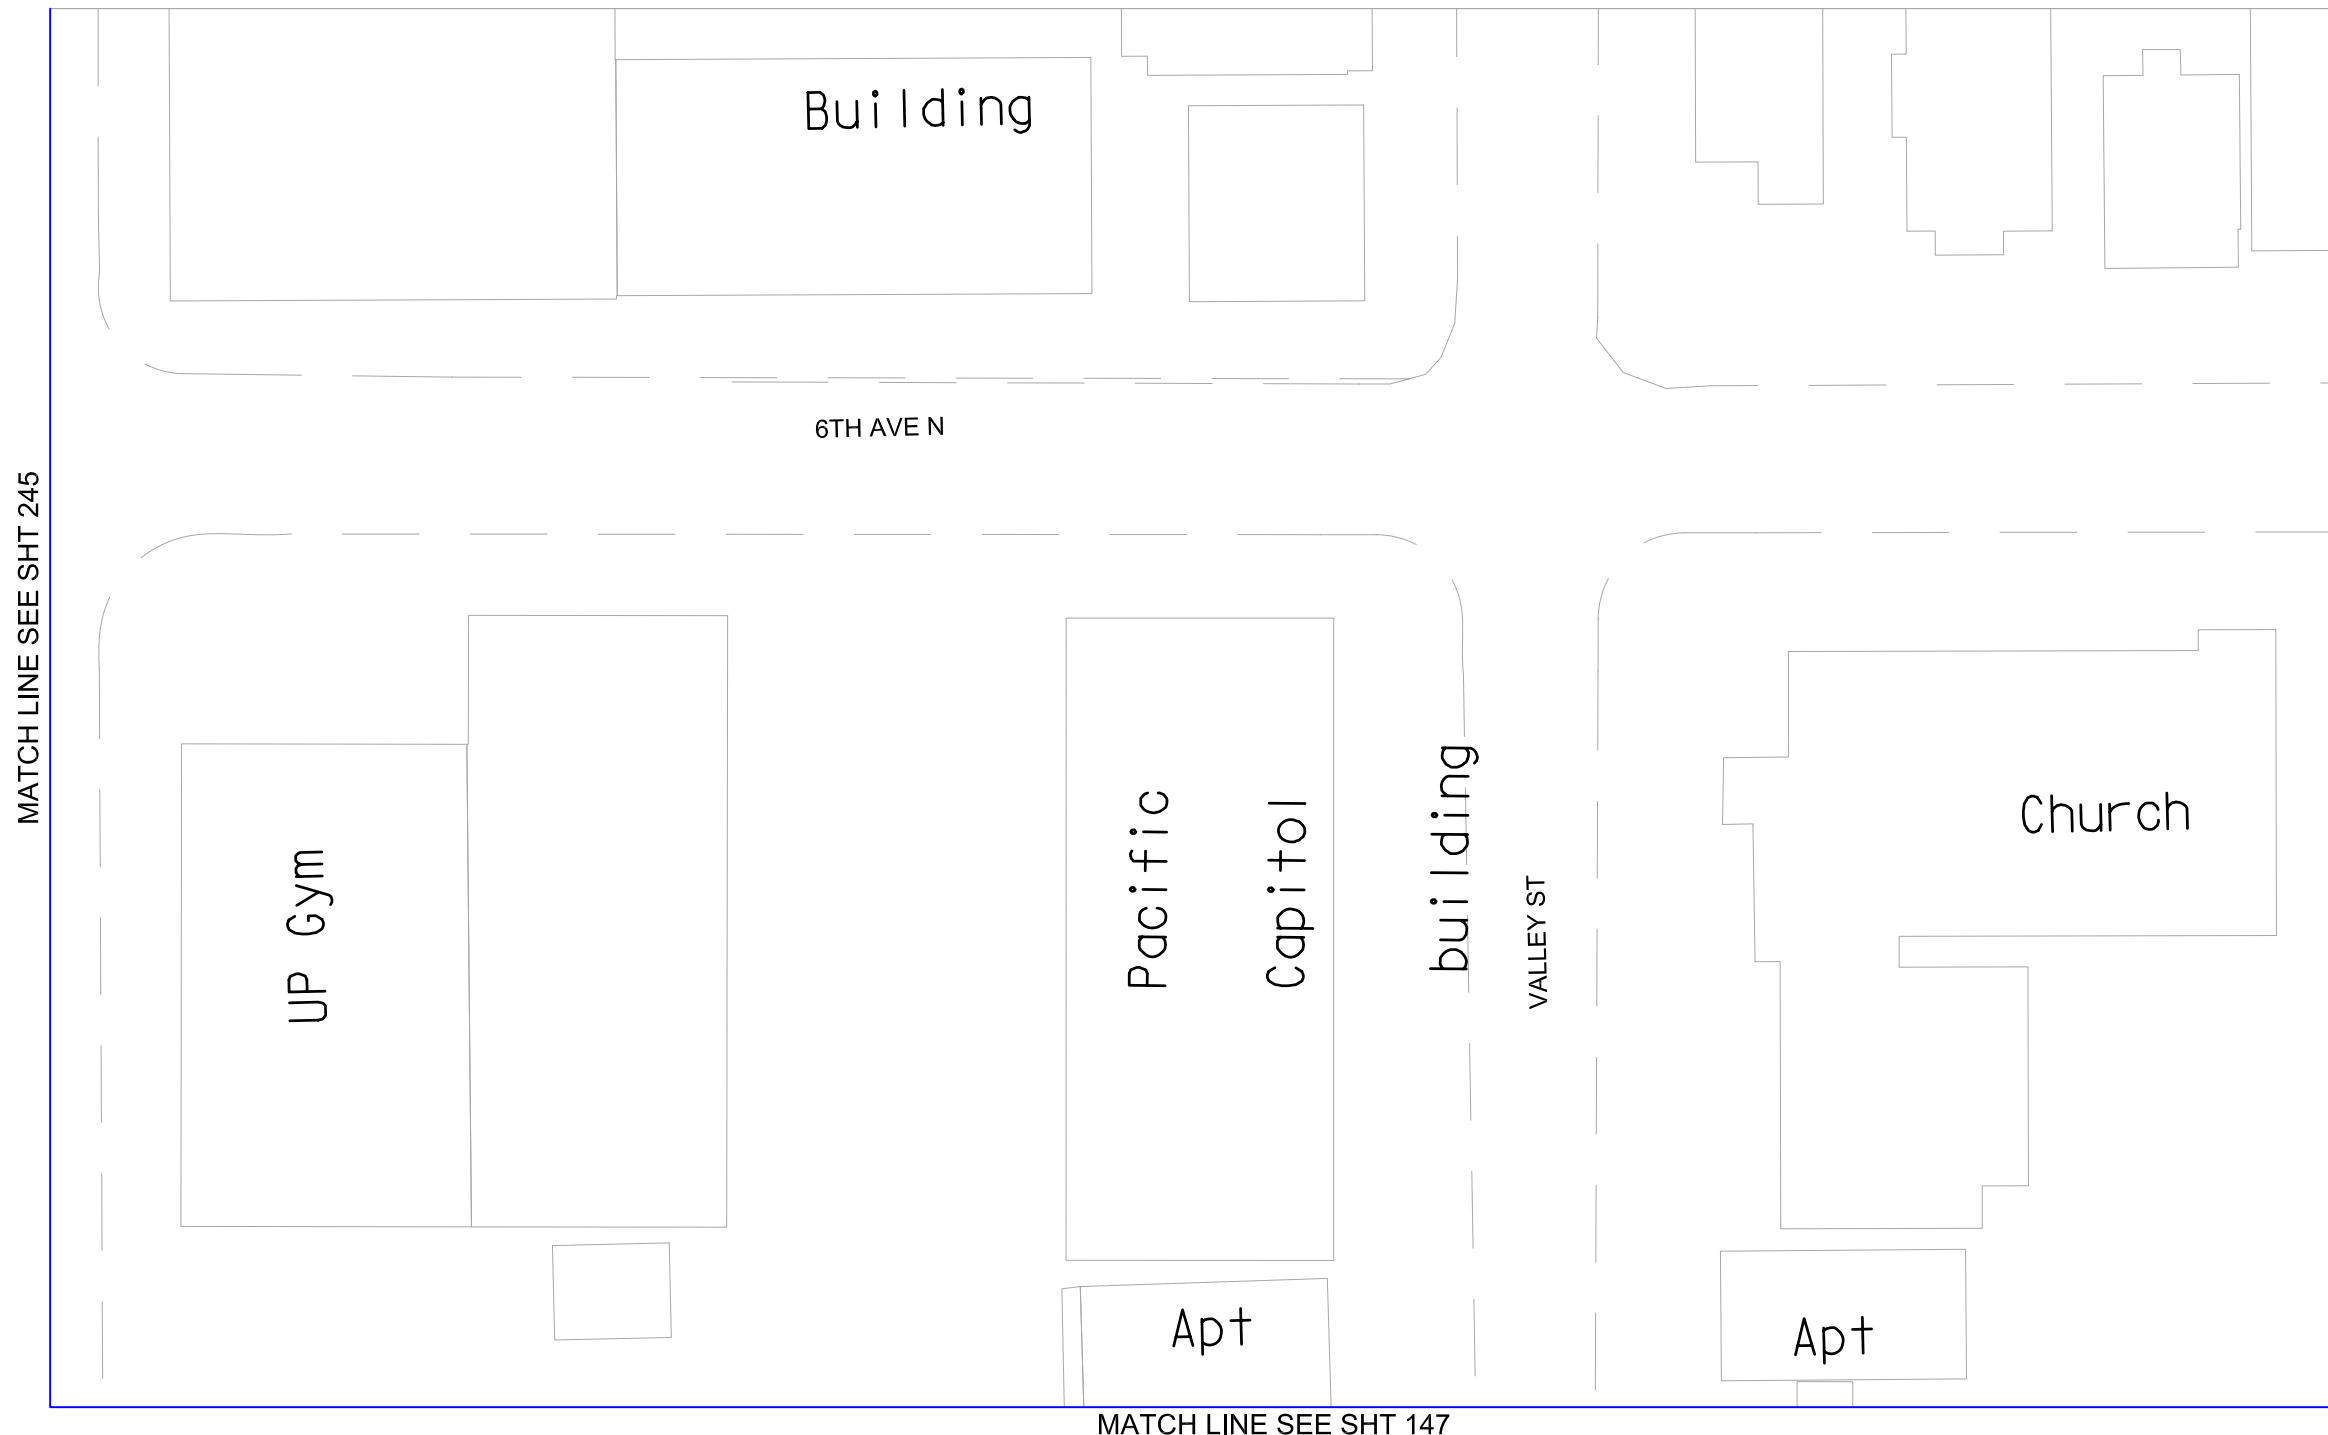 Building
6TH AVE N
MATCH LINE SEE SHT 245
UP Gym
Pacific
Capitol
building
VALLEY ST
Church
Apt
Apt
MATCH LINE SEE SHT 147